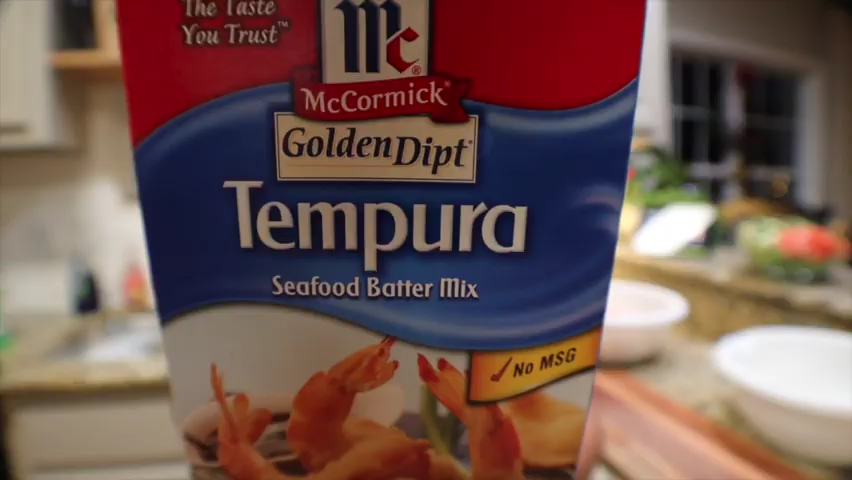 The Taste
You Trust™
Mc®
McCormick®
GoldenDipt®
Tempura
Seafood Batter Mix
✓ No MSG